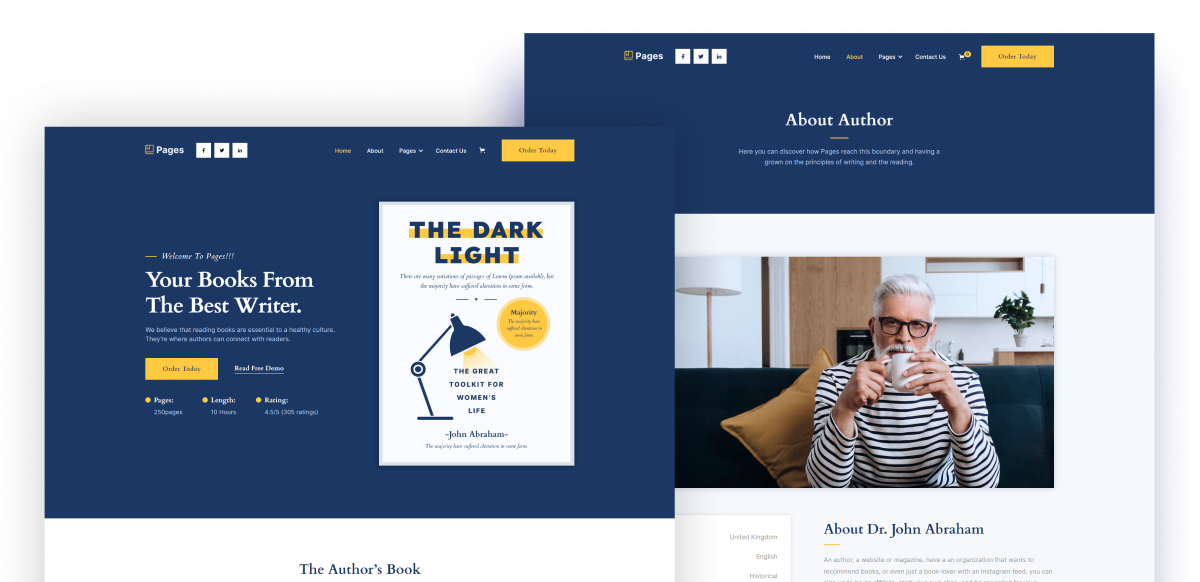 Pages
f
in
Home
About
Pages
Contact Us
0
Order Today
About Author
Here you can discover how Pages reach this boundary and having a
grown on the principles of writing and the reading.
Pages
f
in
Home
About
Pages
Contact Us
Order Today
Welcome To Pages!!!
Your Books From
The Best Writer.
We believe that reading books are essential to a healthy culture.
They're where authors can connect with readers.
Order Today
Read Free Demo
Pages:
250pages
Length:
10 Hours
Rating:
4.5/5 (305 ratings)
THE DARK
LIGHT
There are many variations of passages of Lorem Ipsum available, but
the majority have suffered alteration in some form.
Majority
The majority have
suffered alteration in
some form.
THE GREAT
TOOLKIT FOR
WOMEN'S
LIFE
-John Abraham-
The majority have suffered alteration in some form.
The Author's Book
United Kingdom
English
Historical
About Dr. John Abraham
An author, a website or magazine, have a an organization that wants to
recommend books, or even just a book-lover with an Instagram feed, you can